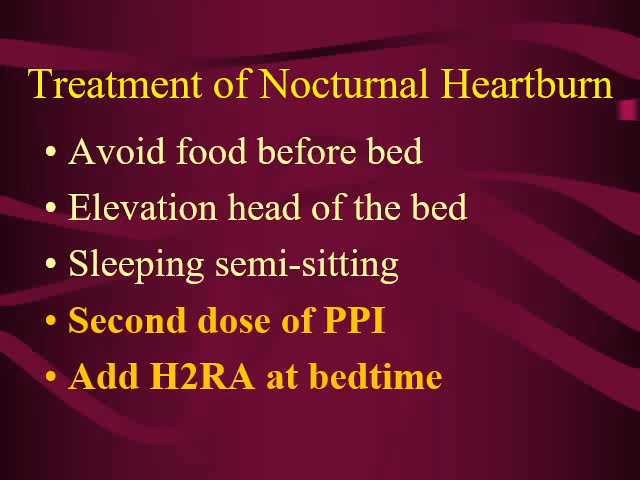 Treatment of Nocturnal Heartburn
• Avoid food before bed
• Elevation head of the bed
• Sleeping semi-sitting
• Second dose of PPI
• Add H2RA at bedtime